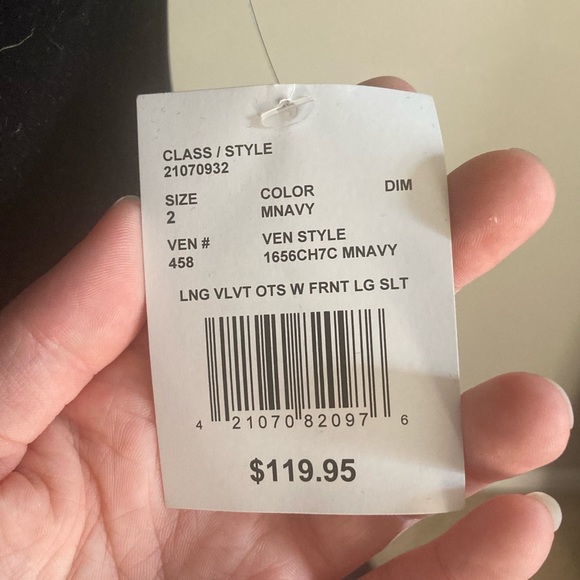 CLASS / STYLE
21070932
SIZE COLOR DIM
2 MNAVY
VEN # VEN STYLE
458 1656CH7C MNAVY
LNG VLVT OTS W FRNT LG SLT
4 21070 82097 6
$119.95